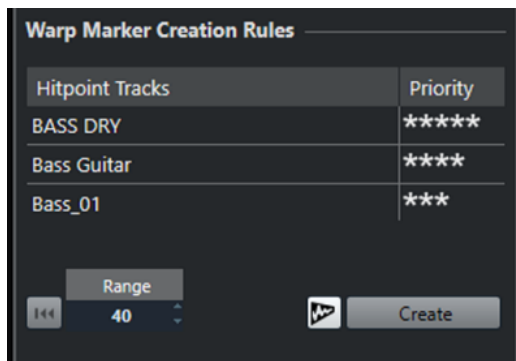 Warp Marker Creation Rules
Hitpoint Tracks Priority
BASS DRY *****
Bass Guitar ****
Bass_01 ***
Range
40 Create